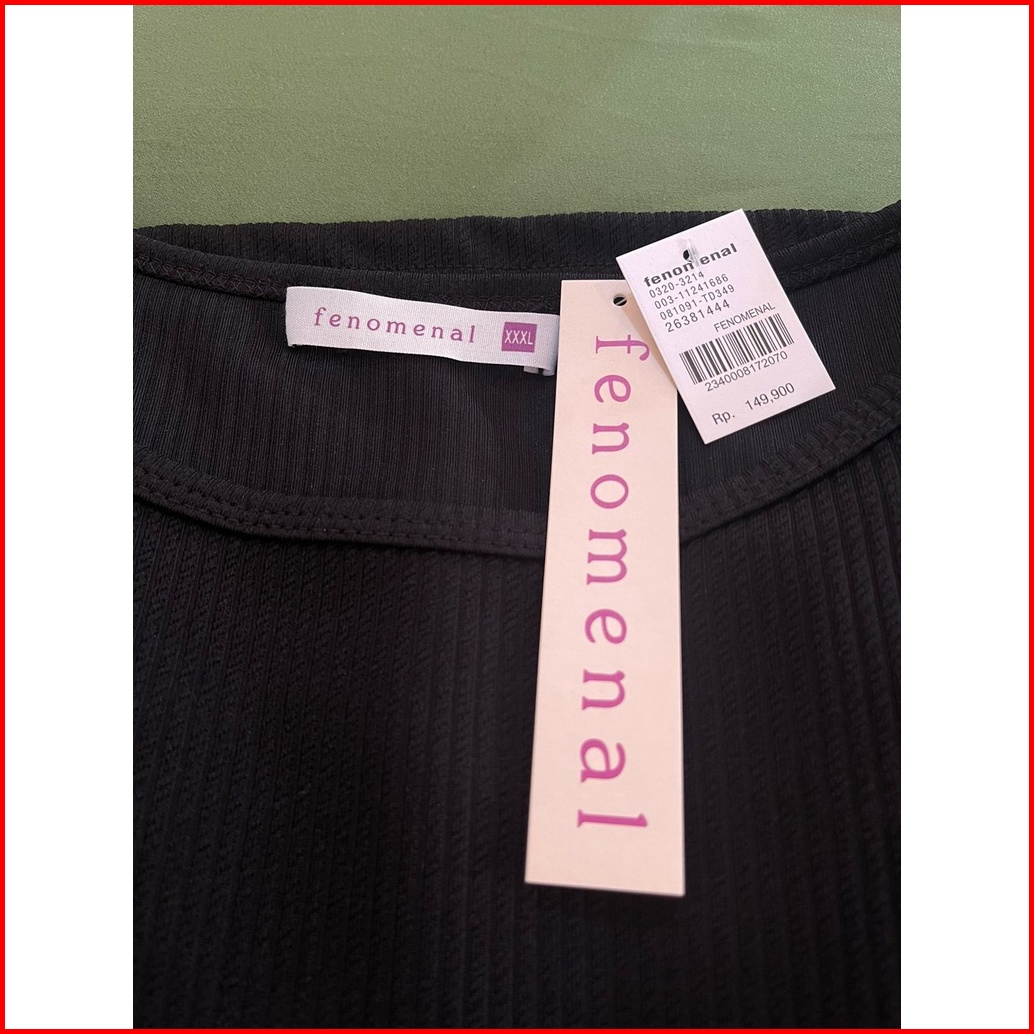 fenomenal XXXL
fenomenal
fenomenal
0320-3214
003-11241686
081091-TD349
26381444
FENOMENAL
2340008172070
Rp. 149,900